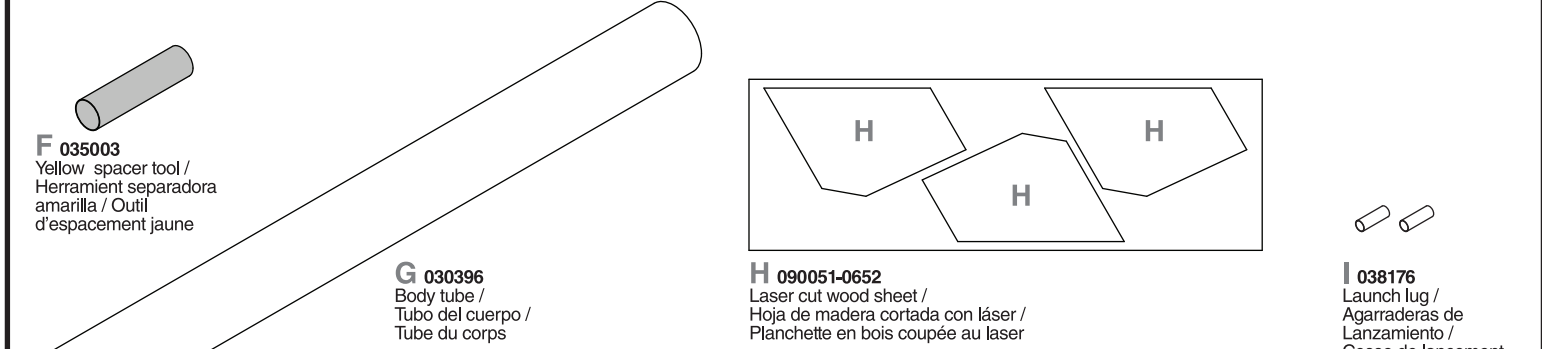 F 035003
Yellow spacer tool /
Herramient separadora
amarilla / Outil
d'espacement jaune
G 030396
Body tube /
Tubo del cuerpo /
Tube du corps
H
H
H
H 090051-0652
Laser cut wood sheet /
Hoja de madera cortada con láser /
Planchette en bois coupée au laser
I 038176
Launch lug /
Agarraderas de
Lanzamiento /